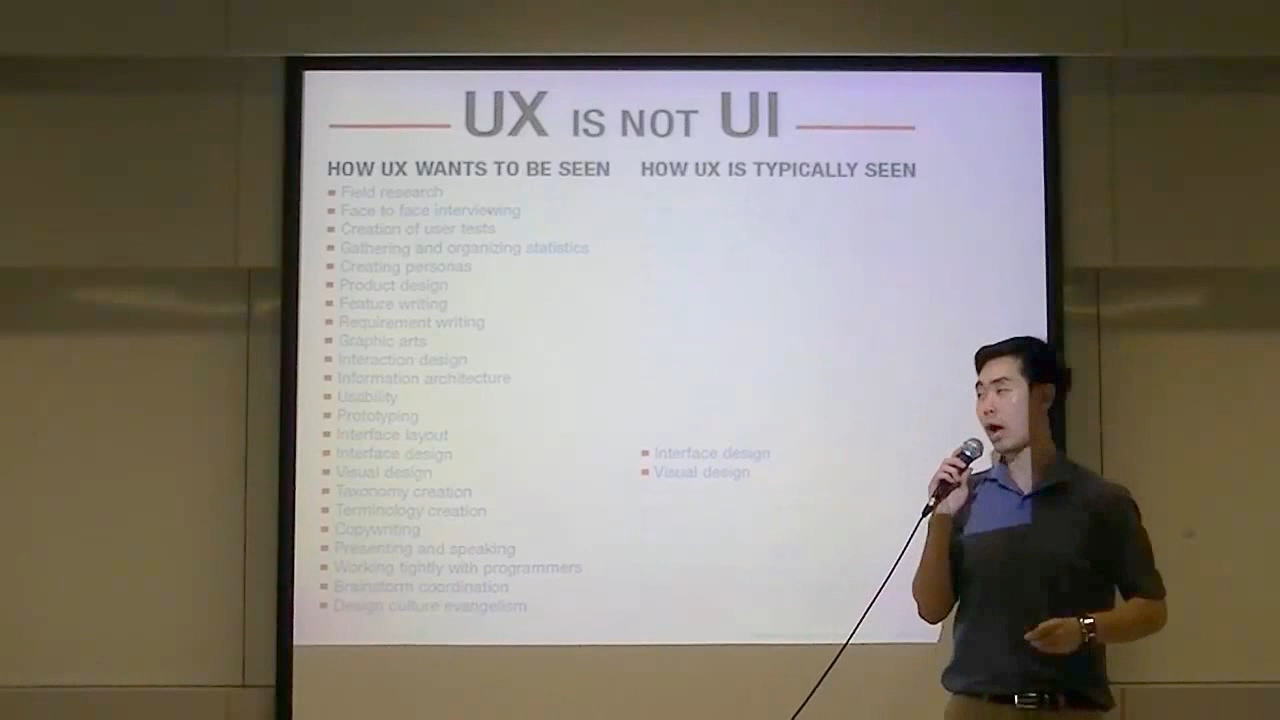 UX IS NOT UI
HOW UX WANTS TO BE SEEN
Field research
Face to face interviewing
Creation of user tests
Gathering and organizing statistics
Creating personas
Product design
Feature writing
Requirement writing
Graphic arts
Interaction design
Information architecture
Usability
Prototyping
Interface layout
Interface design
Visual design
Taxonomy creation
Terminology creation
Copywriting
Presenting and speaking
Working tightly with programmers
Brainstorm coordination
Design culture evangelism
HOW UX IS TYPICALLY SEEN
Interface design
Visual design